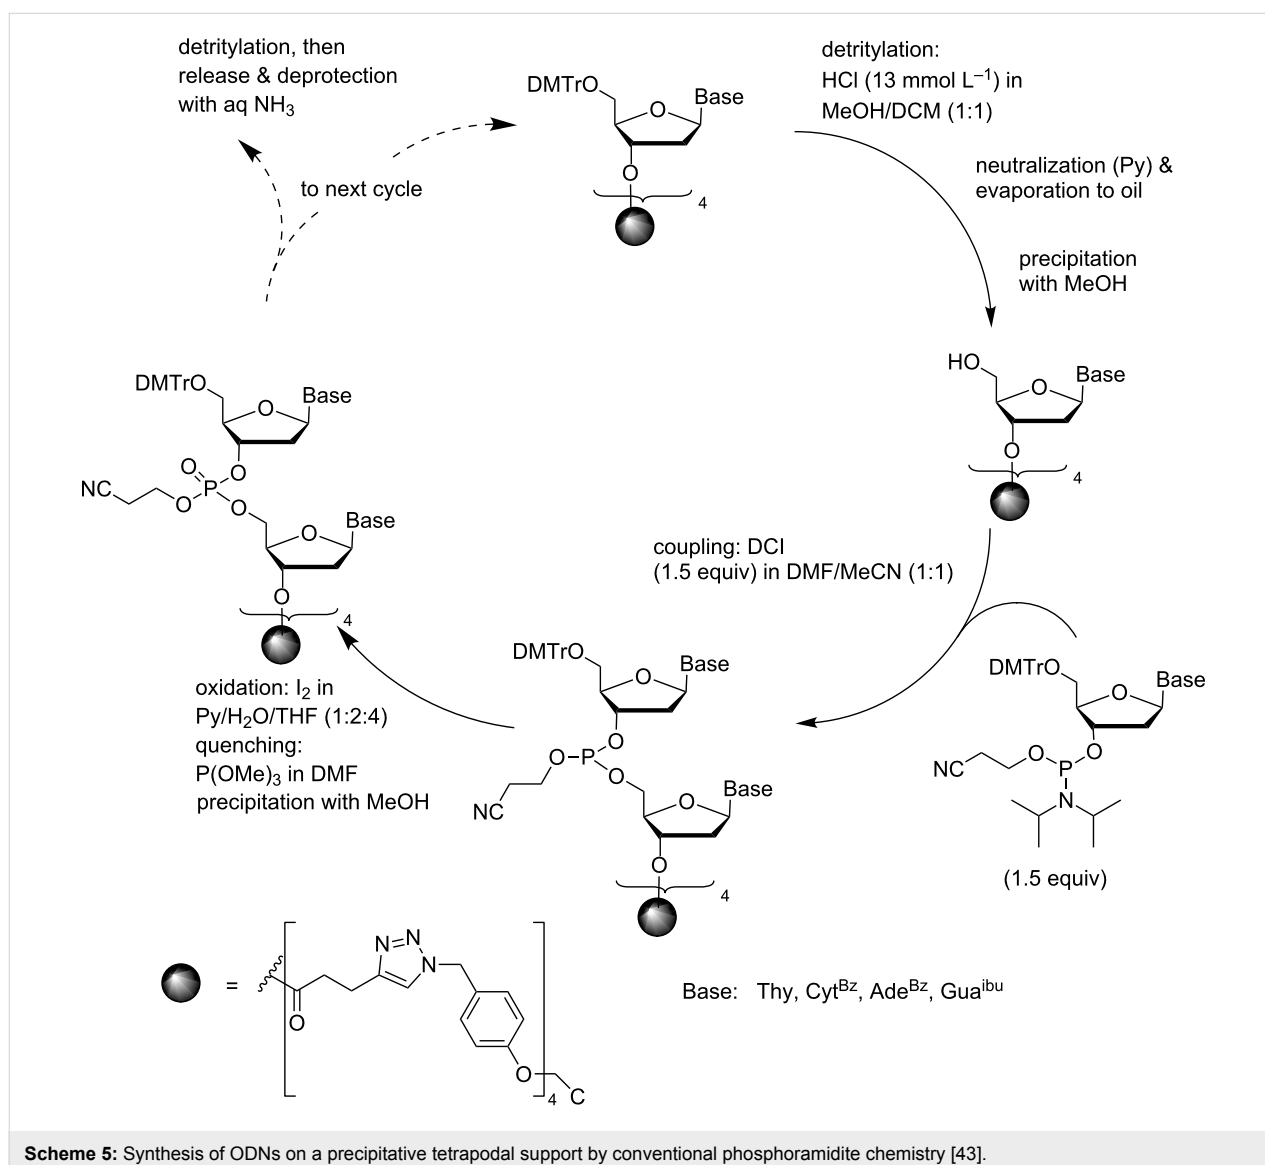 detritylation, then
release & deprotection
with aq NH3
to next cycle
DMTrO
O
Base
O
4
detritylation:
HCl (13 mmol L–1) in
MeOH/DCM (1:1)
neutralization (Py) &
evaporation to oil
precipitation
with MeOH
HO
O
Base
O
4
coupling: DCI
(1.5 equiv) in DMF/MeCN (1:1)
DMTrO
O
Base
O
O
P
NC
N
(1.5 equiv)
DMTrO
O
Base
O
O
P
O
NC
O
Base
O
4
oxidation: I2 in
Py/H2O/THF (1:2:4)
quenching:
P(OMe)3 in DMF
precipitation with MeOH
DMTrO
O
Base
O
O
P
NC
O
O
O
Base
O
4
=
O
N
N
N
O
4
C
Base: Thy, CytBz, AdeBz, Guaibu
Scheme 5: Synthesis of ODNs on a precipitative tetrapodal support by conventional phosphoramidite chemistry [43].